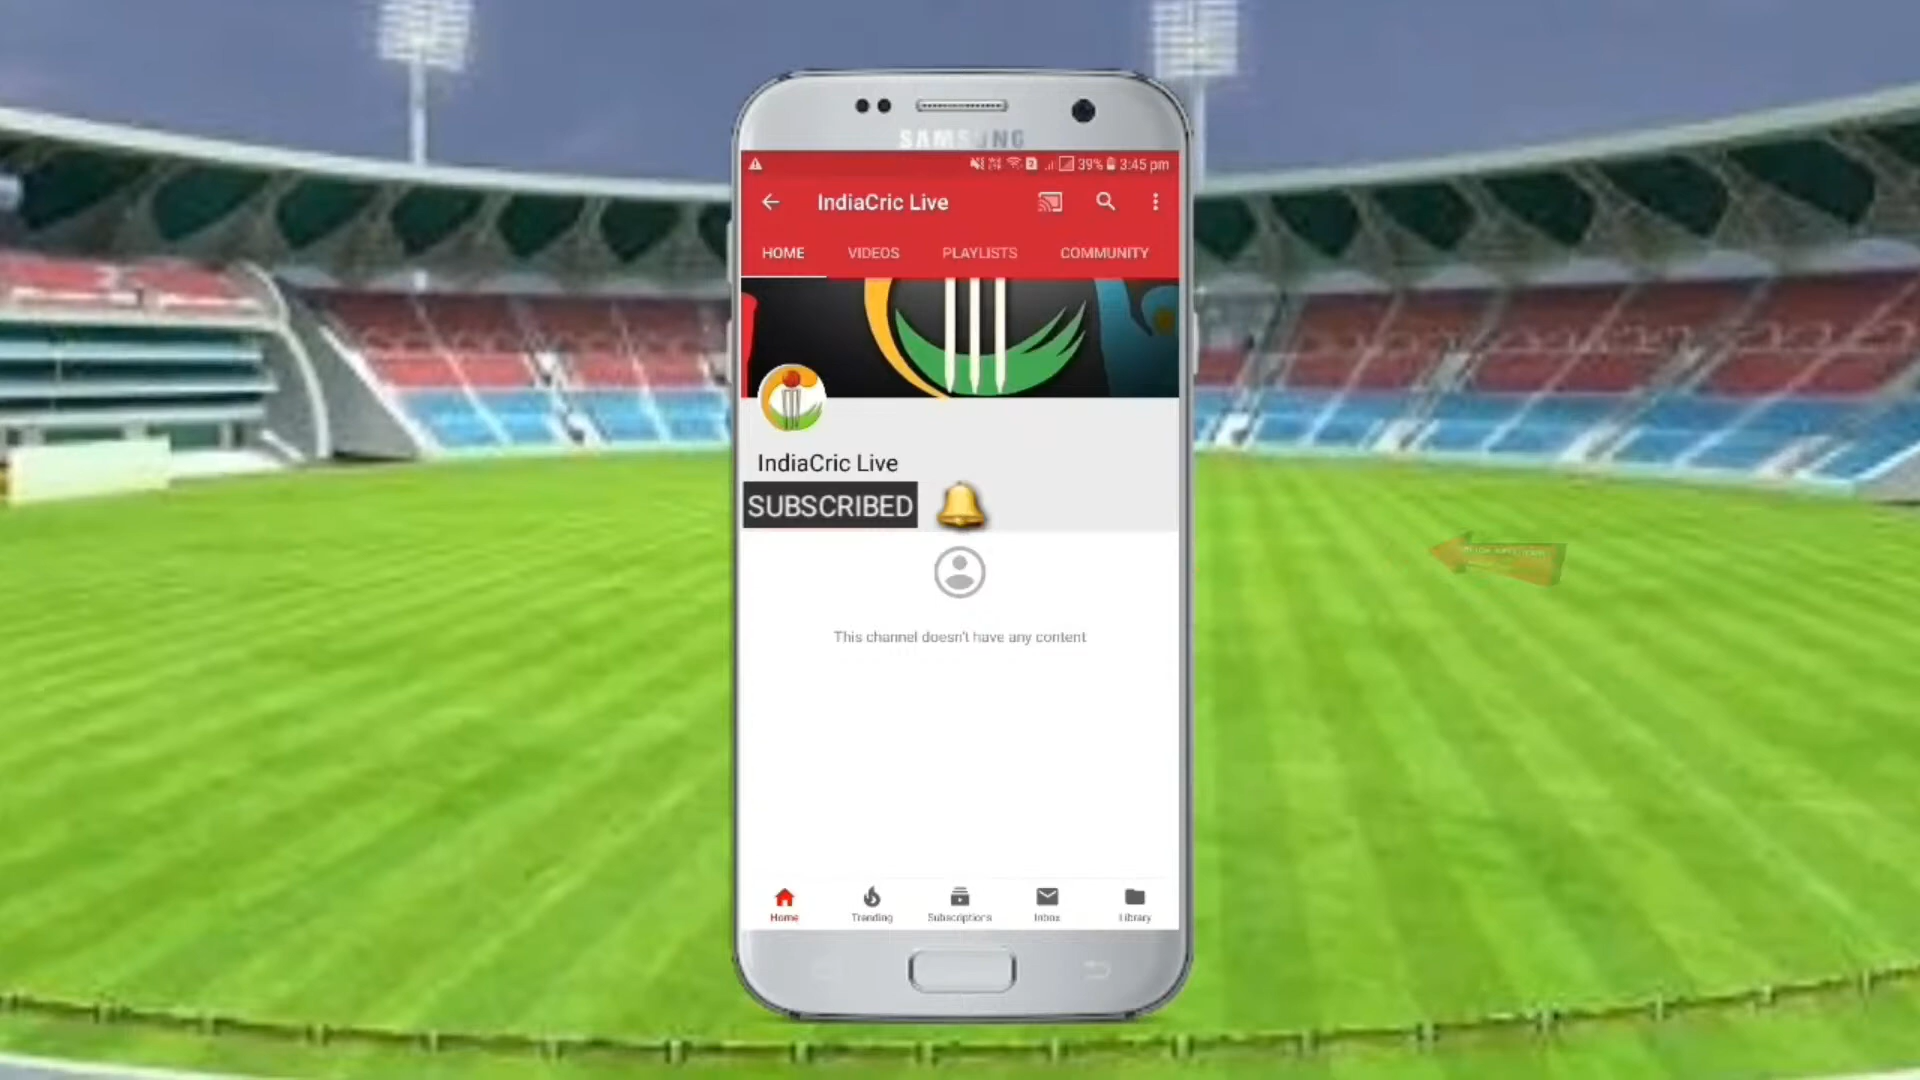 SAMSUNG
39% 3:45 pm
IndiaCric Live
HOME VIDEOS PLAYLISTS COMMUNITY
IndiaCric Live
SUBSCRIBED
This channel doesn't have any content
Home Trending Subscriptions Inbox Library